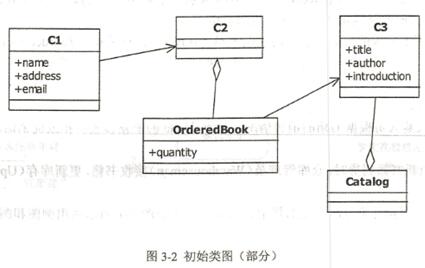 C1
+name
+address
+email
C2
C3
+title
+author
+introduction
OrderedBook
+quantity
Catalog
图 3-2 初始类图（部分）